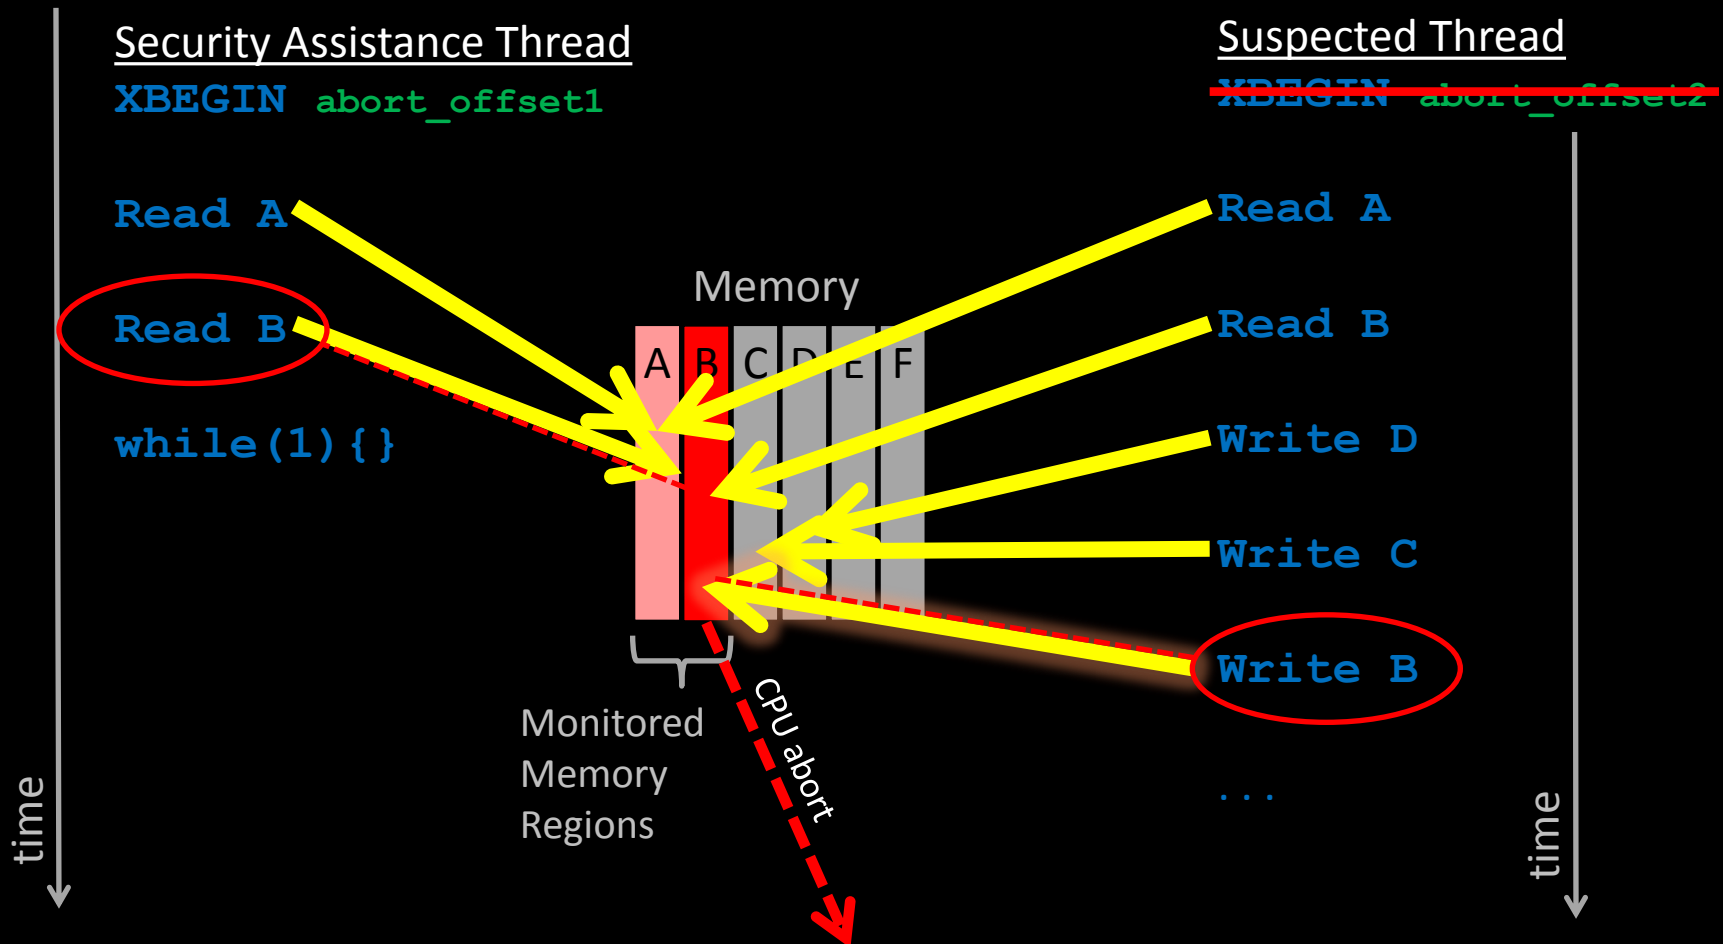 Security Assistance Thread
XBEGIN abort_offset1
Read A
Read B
while(1){}
time
Memory
A B C D E F
Monitored
Memory
Regions
CPU abort
Suspected Thread
XBEGIN abort_offset2
Read A
Read B
Write D
Write C
Write B
...
time